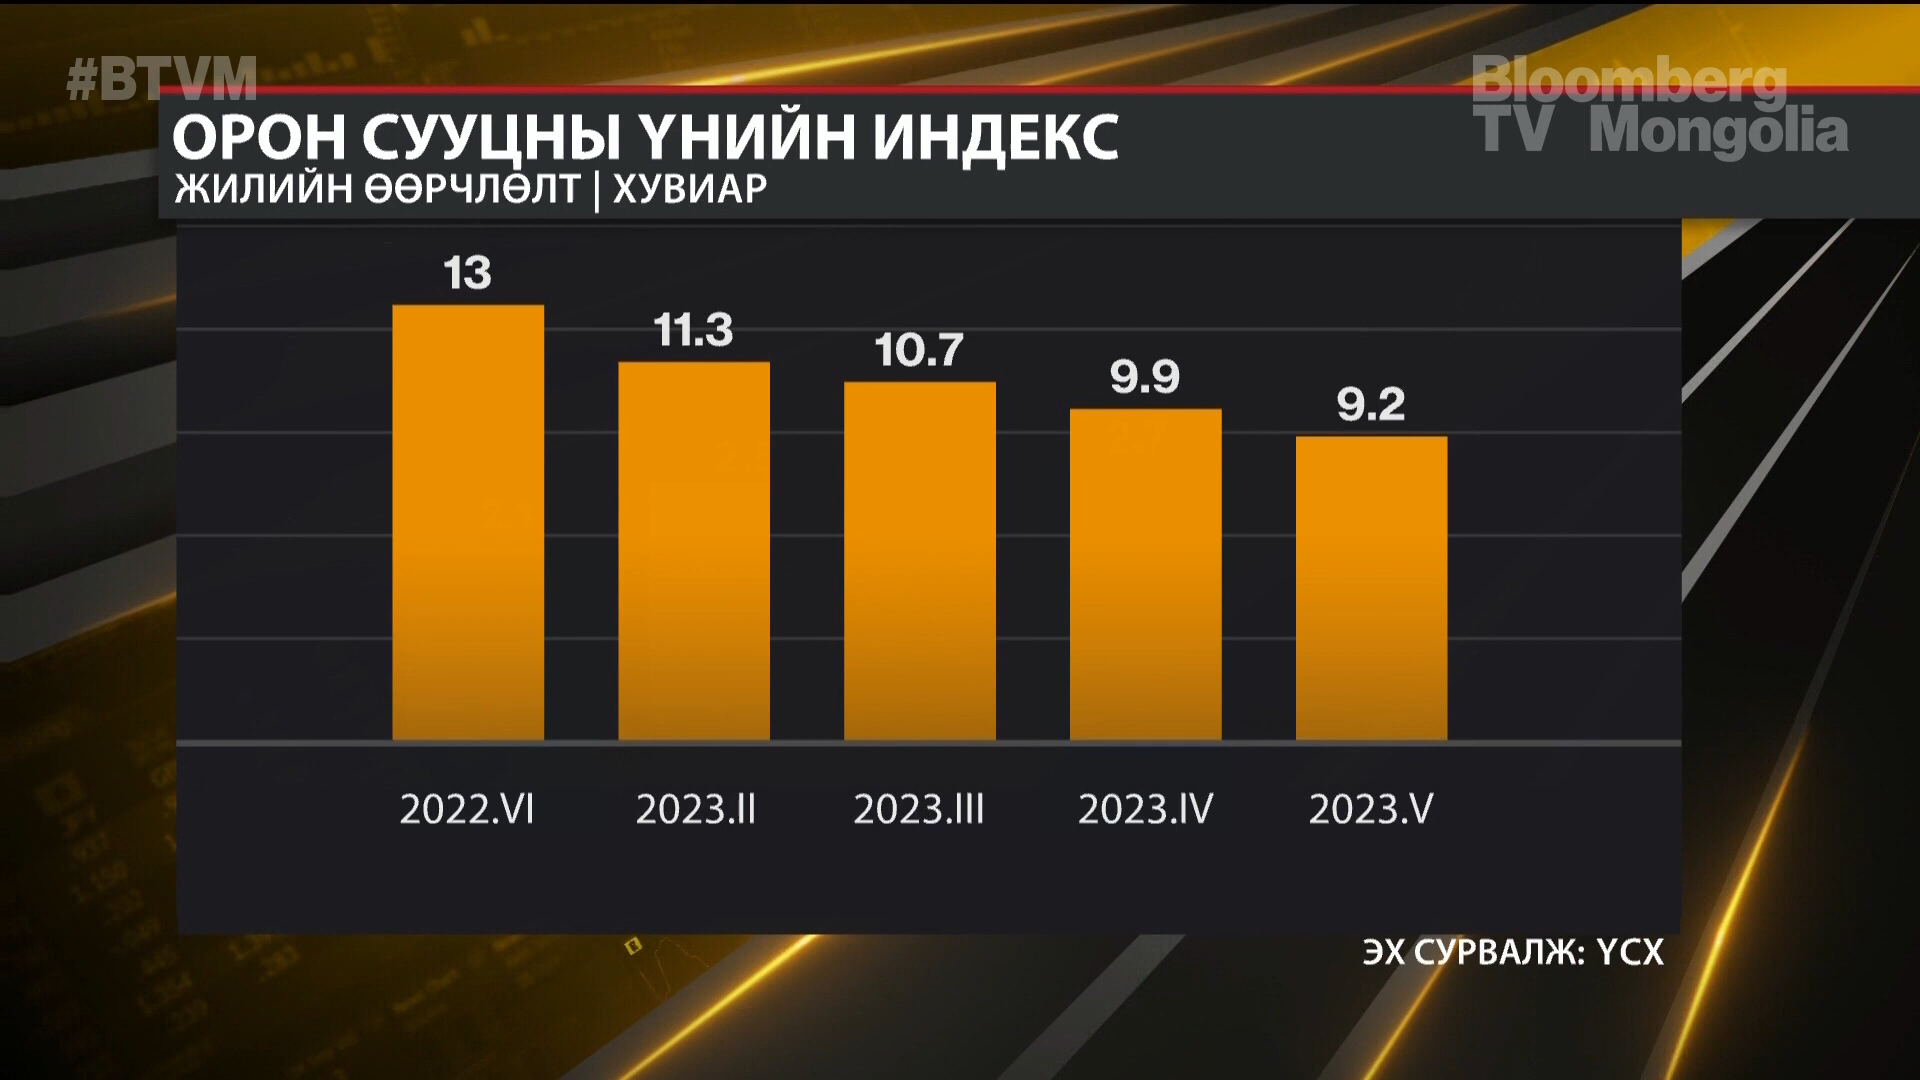 #BTVM
Bloomberg
TV Mongolia
ОРОН СУУЦНЫ ҮНИЙН ИНДЕКС
ЖИЛИЙН ӨӨРЧЛӨЛТ | ХУВИАР
13
11.3
10.7
9.9
9.2
2022.VI
2023.II
2023.III
2023.IV
2023.V
ЭХ СУРВАЛЖ: ҮСХ